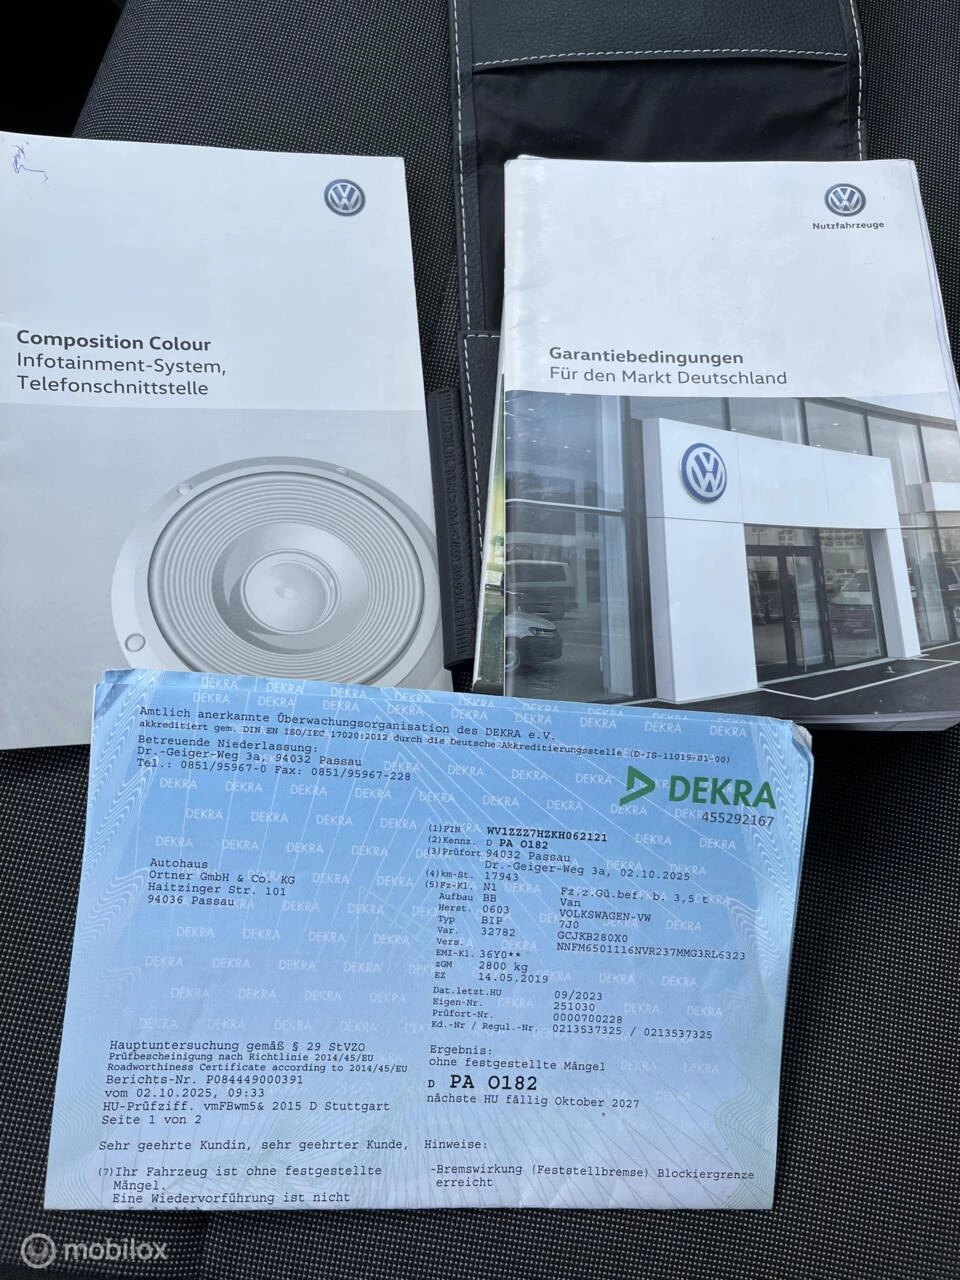 Composition Colour
Infotainment-System,
Telefonschnittstelle
Nutzfahrzeuge
Garantiebedingungen
Für den Markt Deutschland
Amtlich anerkannte Überwachungsorganisation des DEKRA e.V.
akkreditiert gem. DIN EN ISO/IEC 17020:2012 durch die Deutsche Akkreditierungsstelle (D-IS-11019-01-00)
Betreuende Niederlassung:
Dr.-Geiger-Weg 3a, 94032 Passau
Tel.: 0851/95967-0 Fax: 0851/95967-228
DEKRA
455292167
Autohaus
Ortner GmbH & Co. KG
Haitzinger Str. 101
94036 Passau
(1) FIN WV1ZZZ7HZKH062121
(2) Kennz. D PA O182
(3) Prüfort 94032 Passau
Dr.-Geiger-Weg 3a, 02.10.2025
(4) km-St. 17943
(5) Fz-Kl. N1 Fz.z.Gü.bef. b. 3,5 t
Aufbau BB Van
Herst. 0603 VOLKSWAGEN-VW
Typ BIP 7J0
Var. 32782 GCJKB280X0
Vers. NNFM6501116NVR237MMG3RL6323
EMI-Kl. 36Y0**
zGM 2800 kg
EZ 14.05.2019
Dat.letzt.HU 09/2023
Eigen-Nr. 251030
Prüfort-Nr. 0000700228
Kd.-Nr / Regul.-Nr. 0213537325 / 0213537325
Hauptuntersuchung gemäß § 29 StVZO
Prüfbescheinigung nach Richtlinie 2014/45/EU
Roadworthiness Certificate according to 2014/45/EU
Berichts-Nr. P084449000391
vom 02.10.2025, 09:33
HU-Prüfziff. vmFBwm5& 2015 D Stuttgart
Seite 1 von 2
Ergebnis:
ohne festgestellte Mängel
D PA O182
nächste HU fällig Oktober 2027
Sehr geehrte Kundin, sehr geehrter Kunde,
Hinweise:
(7) Ihr Fahrzeug ist ohne festgestellte
Mängel.
Eine Wiedervorführung ist nicht
-Bremswirkung (Feststellbremse) Blockiergrenze
erreicht
mobilox